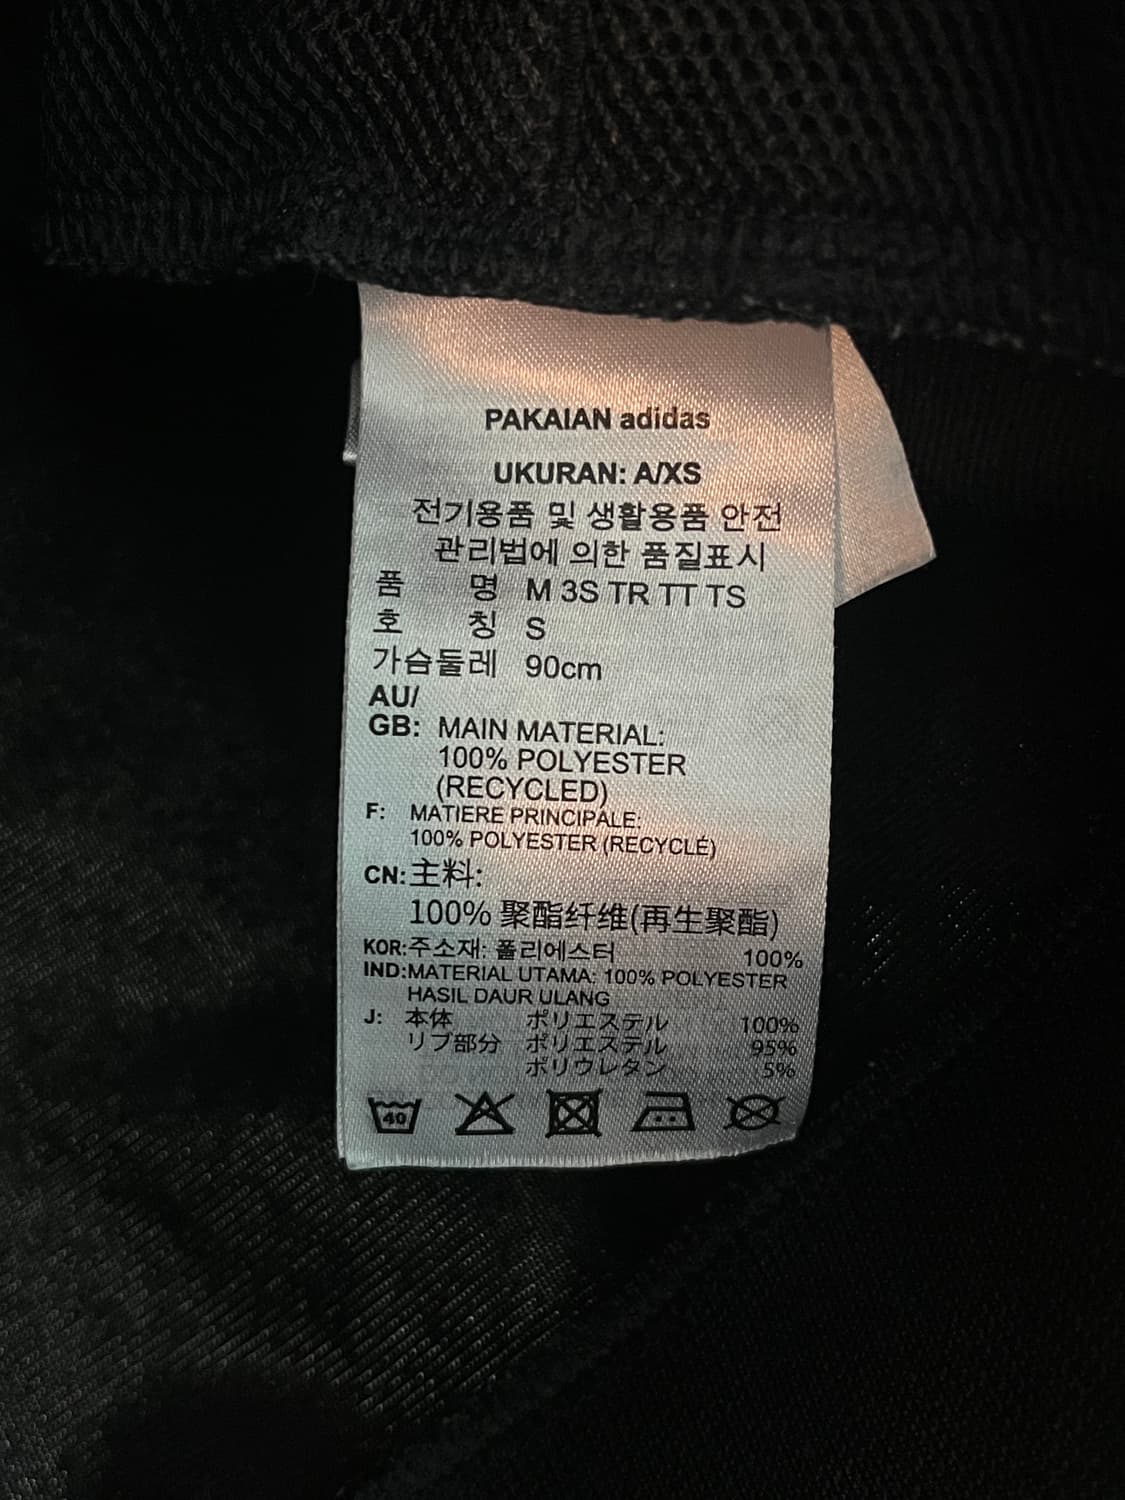 PAKAIAN adidas
UKURAN: A/XS
전기용품 및 생활용품 안전
관리법에 의한 품질표시
품 명 M 3S TR TT TS
호 칭 S
가슴둘레 90cm
AU/
GB: MAIN MATERIAL:
100% POLYESTER
(RECYCLED)
F: MATIERE PRINCIPALE:
100% POLYESTER (RECYCLÉ)
CN:主料:
100% 聚酯纤维(再生聚酯)
KOR:주소재: 폴리에스터 100%
IND:MATERIAL UTAMA: 100% POLYESTER
HASIL DAUR ULANG
J: 本体 ポリエステル 100%
リブ部分 ポリエステル 95%
ポリウレタン 5%
40